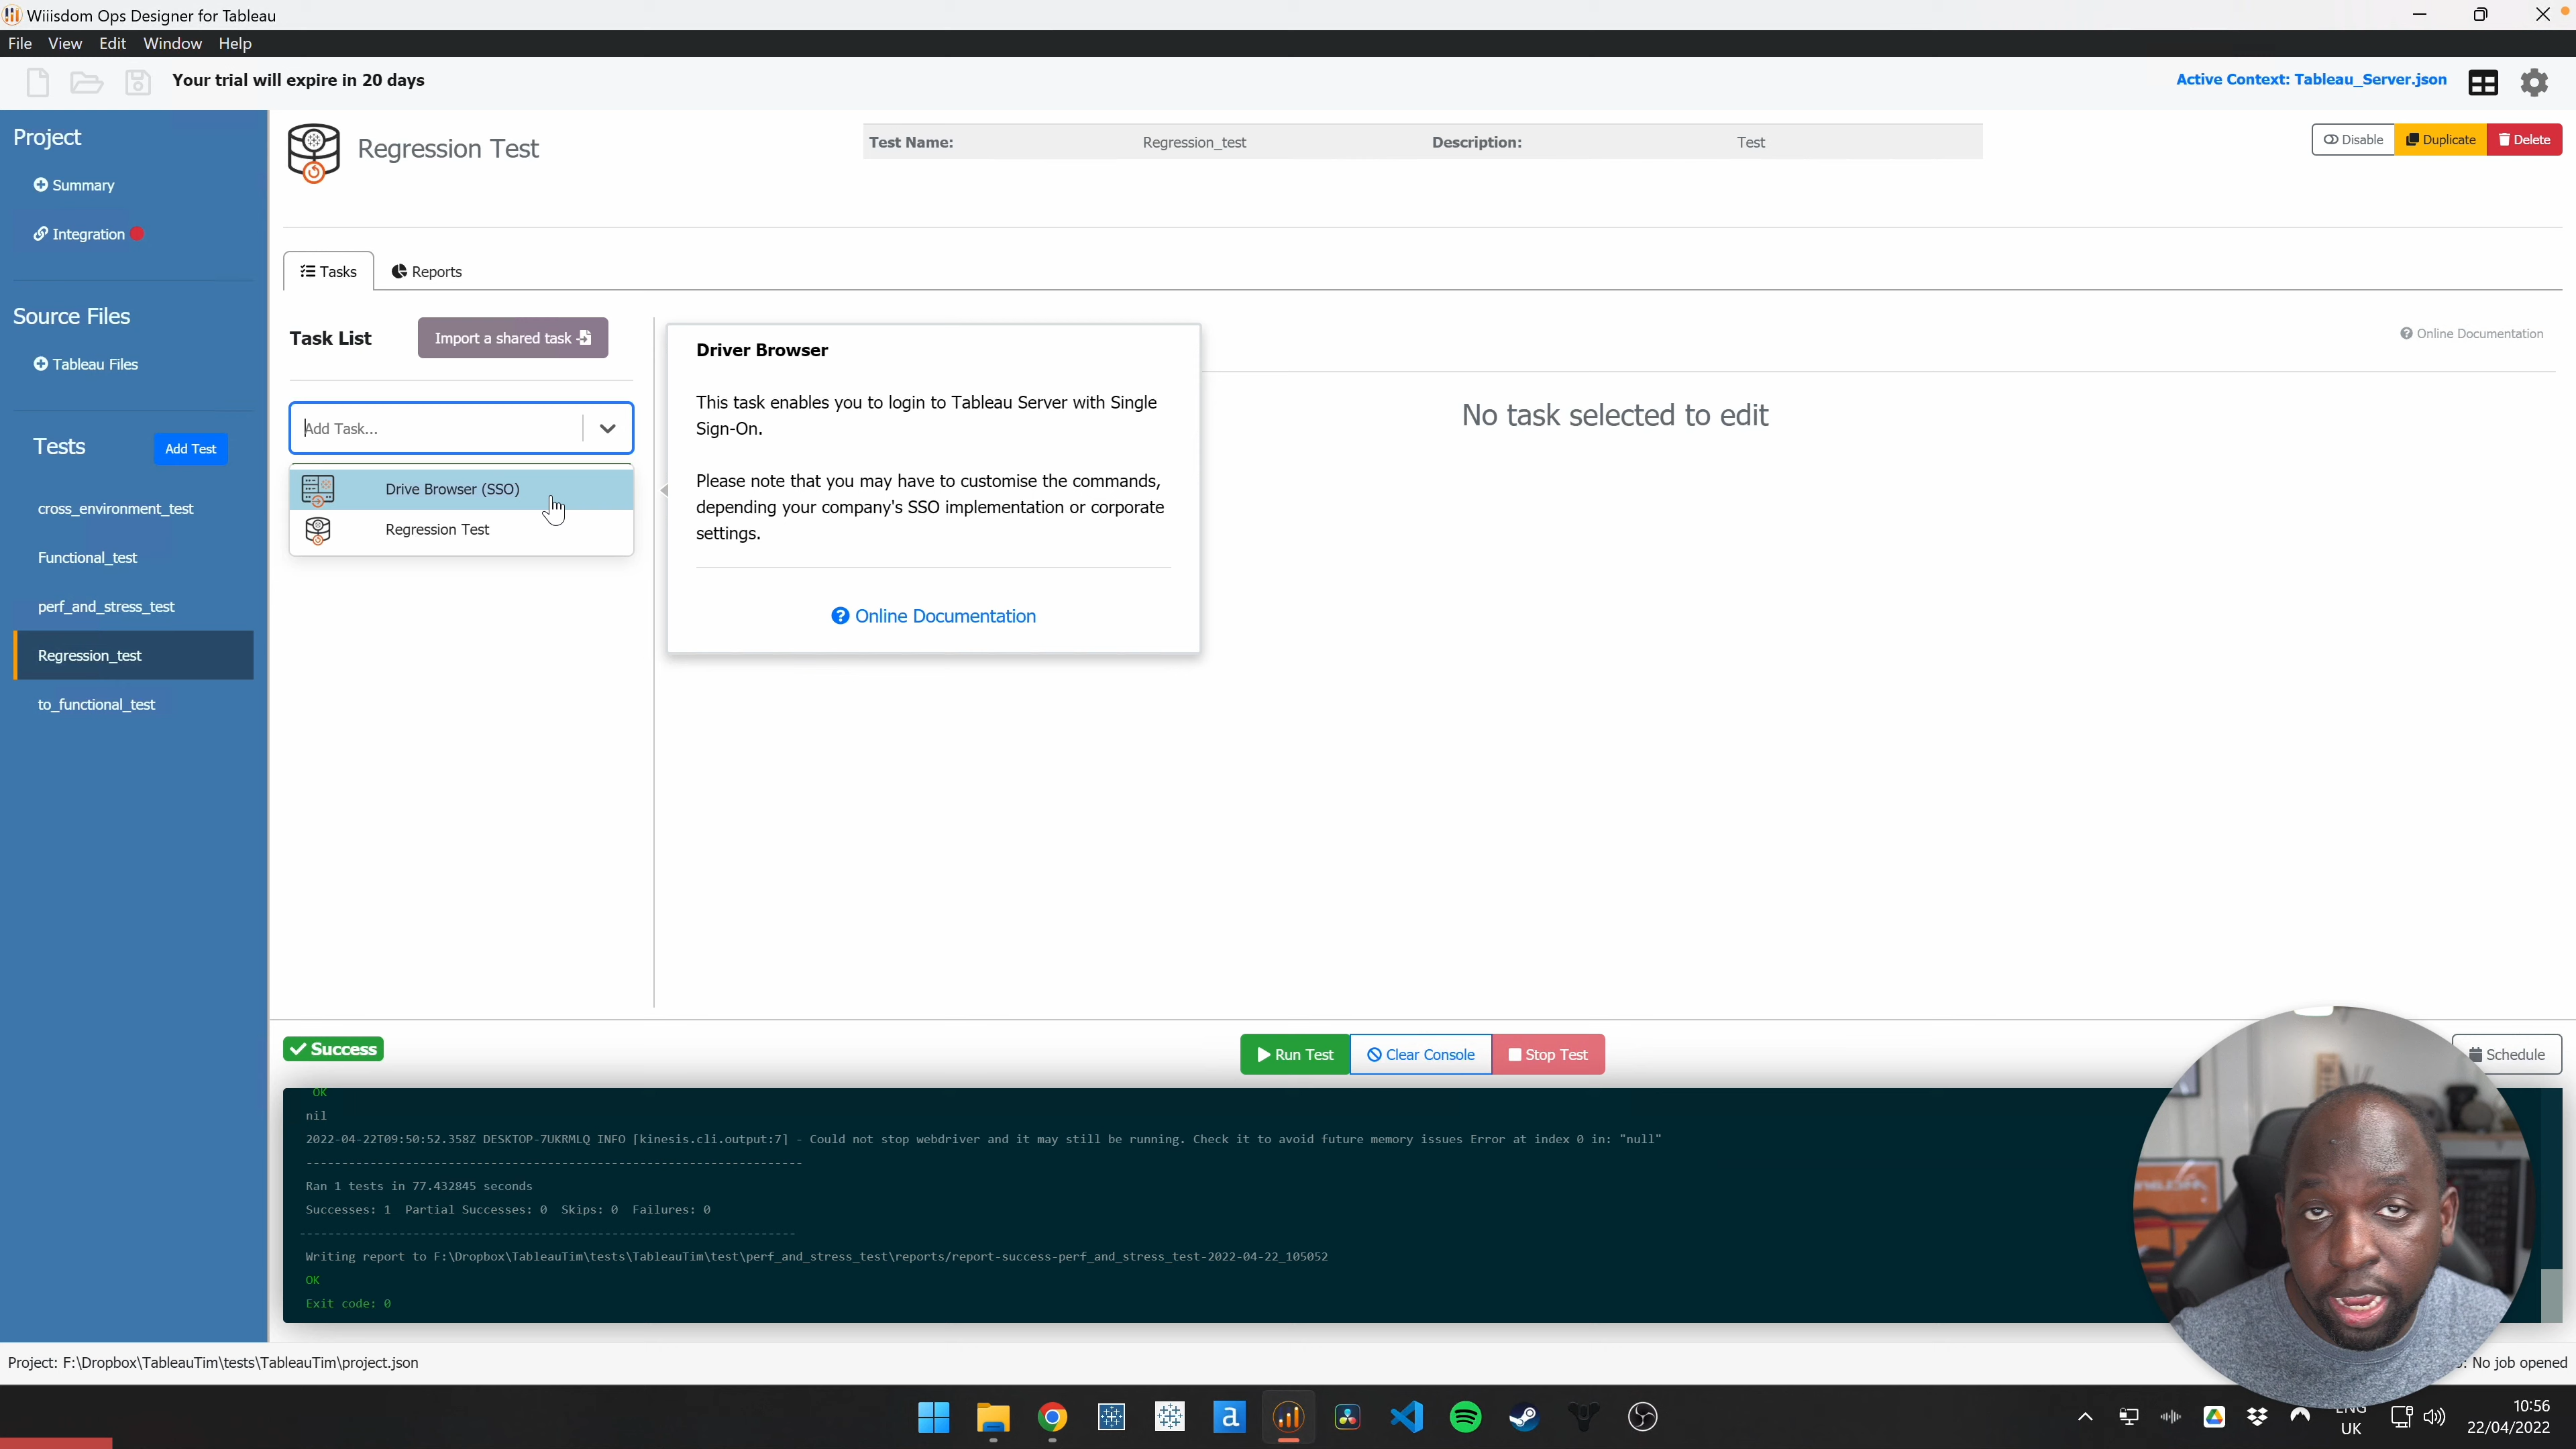 Wiiisdom Ops Designer for Tableau
File View Edit Window Help
Your trial will expire in 20 days
Active Context: Tableau_Server.json
Project
Summary
Integration
Source Files
Tableau Files
Tests
Add Test
cross_environment_test
Functional_test
perf_and_stress_test
Regression_test
to_functional_test
Regression Test
Test Name: Regression_test Description: Test
Disable Duplicate Delete
Tasks Reports
Task List
Import a shared task
Add Task...
Drive Browser (SSO)
Regression Test
Driver Browser
This task enables you to login to Tableau Server with Single
Sign-On.
Please note that you may have to customise the commands,
depending your company's SSO implementation or corporate
settings.
Online Documentation
Online Documentation
No task selected to edit
Success
Run Test Clear Console Stop Test
Schedule
OK
nil
2022-04-22T09:50:52.358Z DESKTOP-7UKRMLQ INFO [kinesis.cli.output:7] - Could not stop webdriver and it may still be running. Check it to avoid future memory issues Error at index 0 in: "null"
----------------------------------------------------------------------
Ran 1 tests in 77.432845 seconds
Successes: 1 Partial Successes: 0 Skips: 0 Failures: 0
----------------------------------------------------------------------
Writing report to F:\Dropbox\TableauTim\tests\TableauTim\test\perf_and_stress_test\reports/report-success-perf_and_stress_test-2022-04-22_105052
OK
Exit code: 0
Project: F:\Dropbox\TableauTim\tests\TableauTim\project.json
No job opened
a
ENG
UK
10:56
22/04/2022